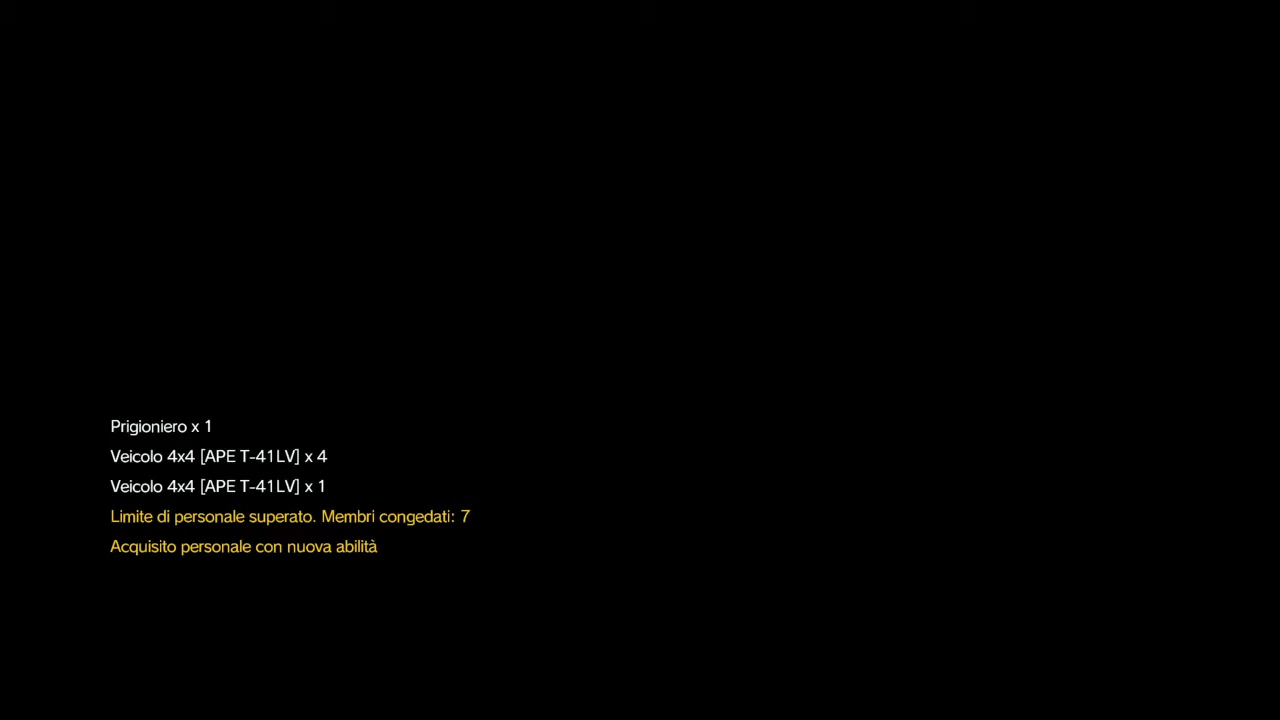 Prigioniero x 1
Veicolo 4x4 [APE T-41LV] x 4
Veicolo 4x4 [APE T-41LV] x 1
Limite di personale superato. Membri congedati: 7
Acquisito personale con nuova abilità